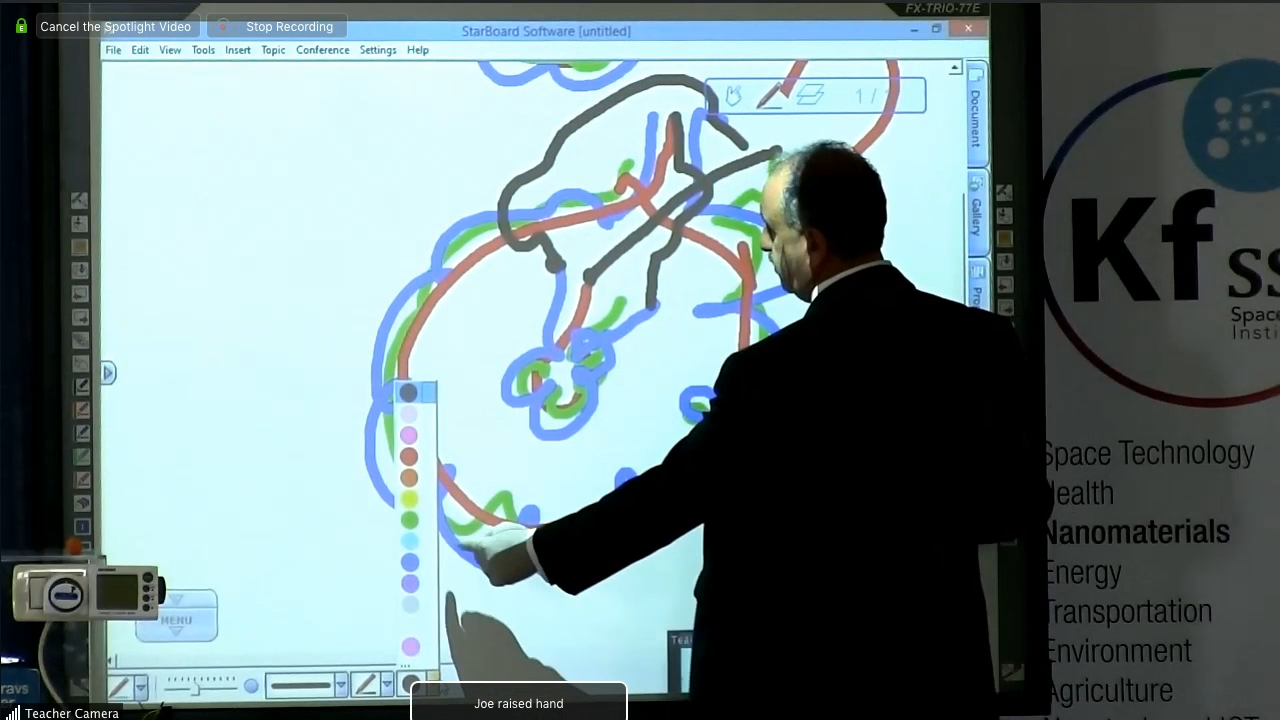 FX-TRIO-77E
Cancel the Spotlight Video
Stop Recording
StarBoard Software [untitled]
File Edit View Tools Insert Topic Conference Settings Help
1 /
Document
Gallery
Kf
Space
Insti
Space Technology
Health
Nanomaterials
Energy
Transportation
Environment
Agriculture
MENU
Joe raised hand
Teacher Camera